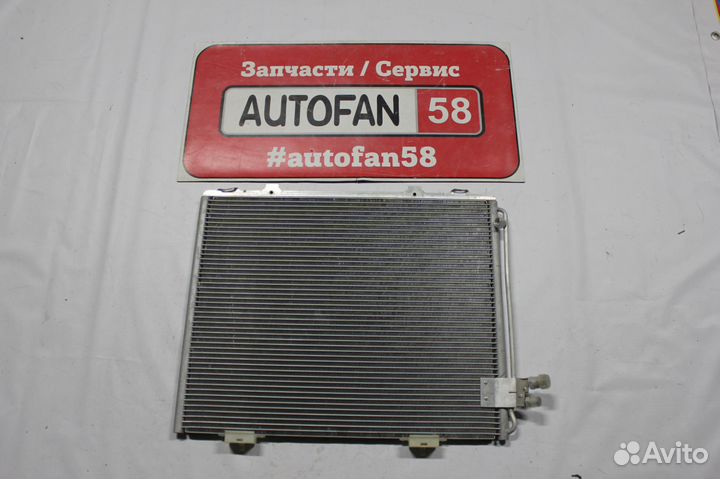 Запчасти / Сервис
AUTOFAN 58
#autofan58
Avito